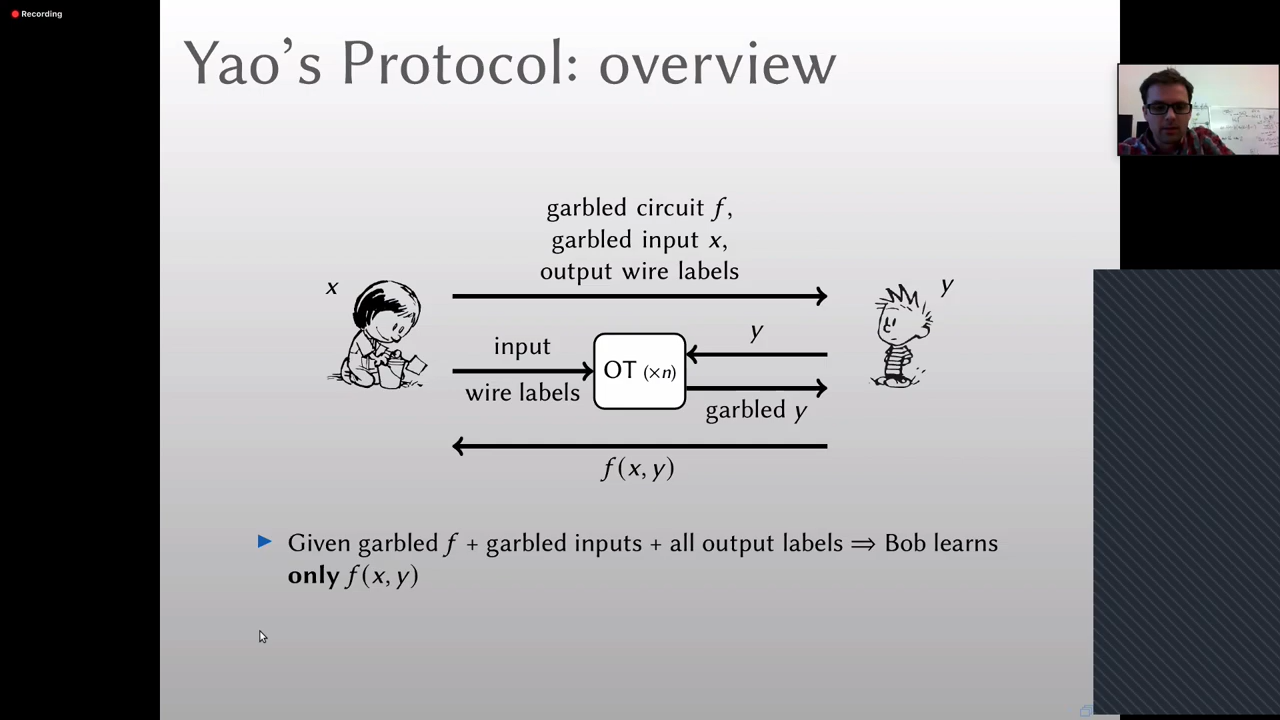 Recording
Yao's Protocol: overview
garbled circuit f,
garbled input x,
output wire labels
x
y
input
wire labels
OT (×n)
y
garbled y
f(x, y)
▶ Given garbled f + garbled inputs + all output labels ⟹ Bob learns
only f(x, y)